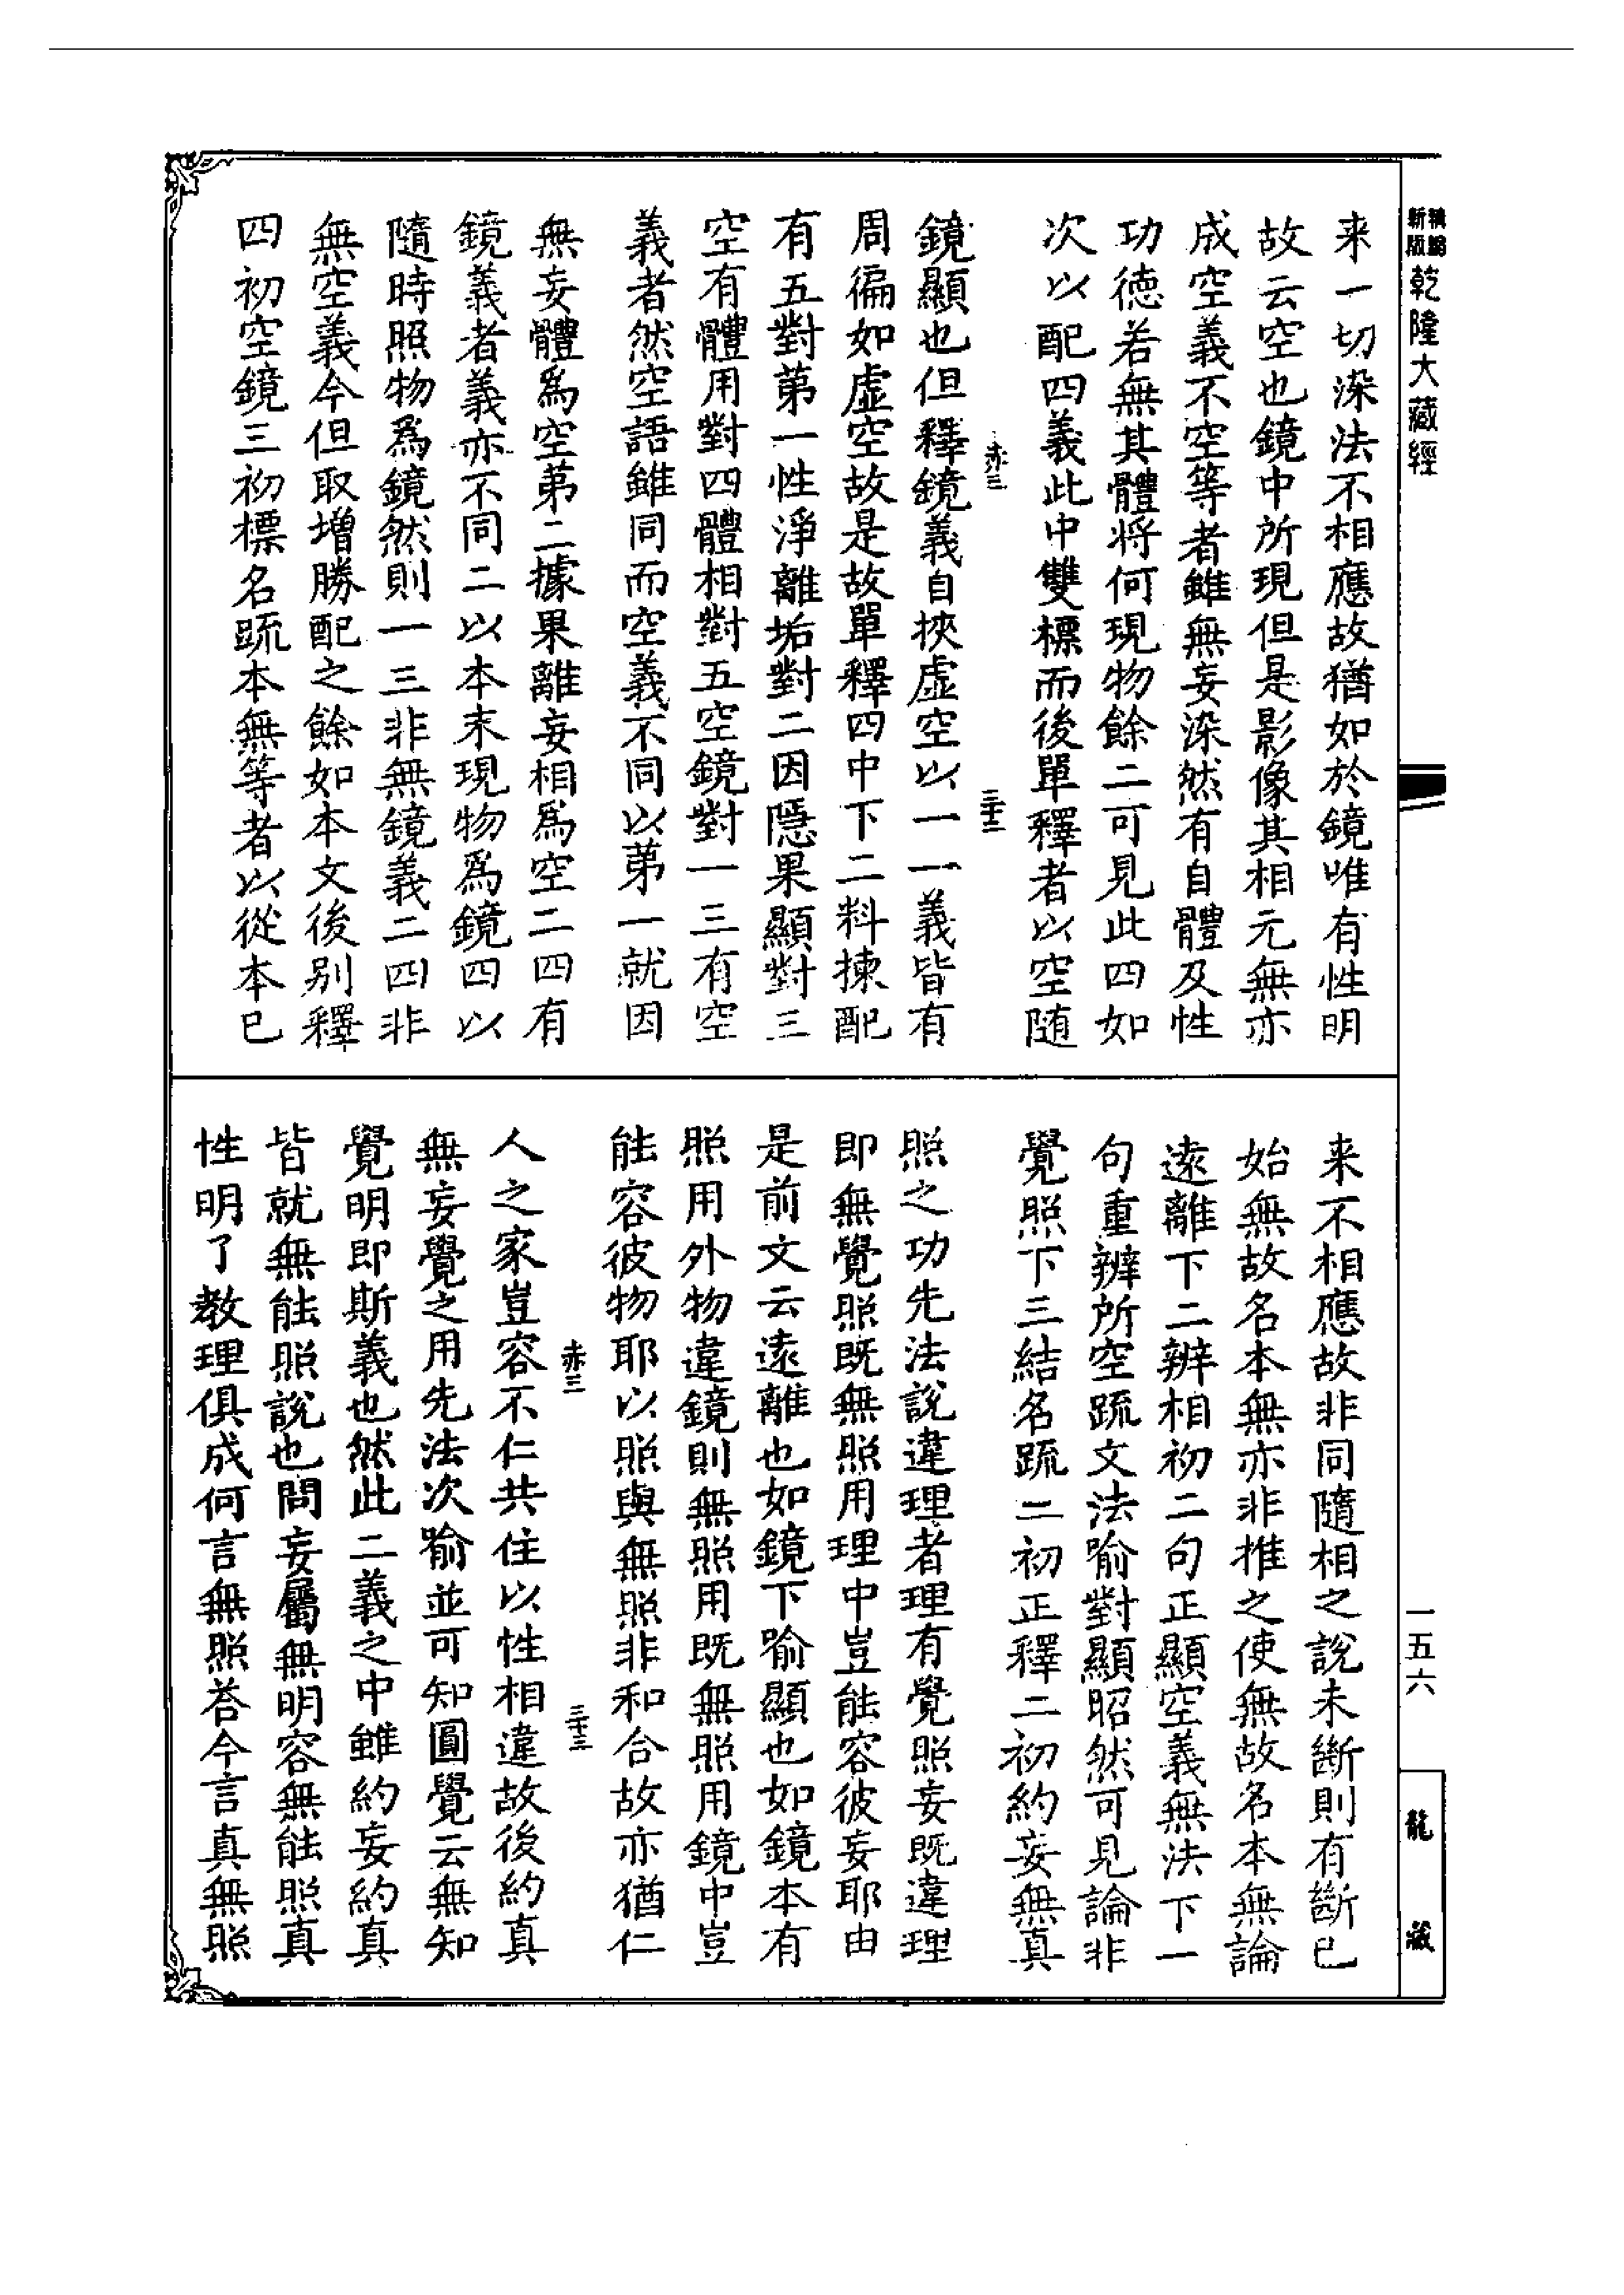 新版
乾隆大藏經
来一切染法不相應故猶如於鏡唯有性明
故云空也鏡中所現但是影像其相元無亦
成空義不空等者雖無妄染然有自體及性
功徳若無其體將何現物餘二可見此四如
次以配四義此中雙標而後單釋者以空隨
赤三
三十二
鏡顯也但釋鏡義自挾虛空以一一義皆有
周徧如虛空故是故單釋四中下二料揀配
有五對第一性淨離垢對二因隱果顯對三
空有體用對四體相對五空鏡對一三有空
義者然空語雖同而空義不同以第一就因
無妄體爲空第二據果離妄相爲空二四有
鏡義者義亦不同二以本末現物爲鏡四以
隨時照物爲鏡然則一三非無鏡義二四非
無空義今但取增勝配之餘如本文後别釋
四初空鏡三初標名䟽本無等者以從本已
一五六
龍藏
来不相應故非同隨相之說未斷則有斷已
始無故名本無亦非推之使無故名本無論
遠離下二辨相初二句正顯空義無法下一
句重辨所空䟽文法喻對顯昭然可見論非
覺照下三結名䟽二初正釋二初約妄無真
照之功先法說違理者理有覺照妄既違理
即無覺照既無照用理中豈能容彼妄耶由
是前文云遠離也如鏡下喻顯也如鏡本有
照用外物違鏡則無照用既無照用鏡中豈
能容彼物耶以照與無照非和合故亦猶仁
赤三
三十三
人之家豈容不仁共住以性相違故後約真
無妄覺之用先法次喻並可知圓覺云無知
覺明即斯義也然此二義之中雖約妄約真
皆就無能照說也問妄屬無明容無能照真
性明了教理俱成何言無照荅今言真無照